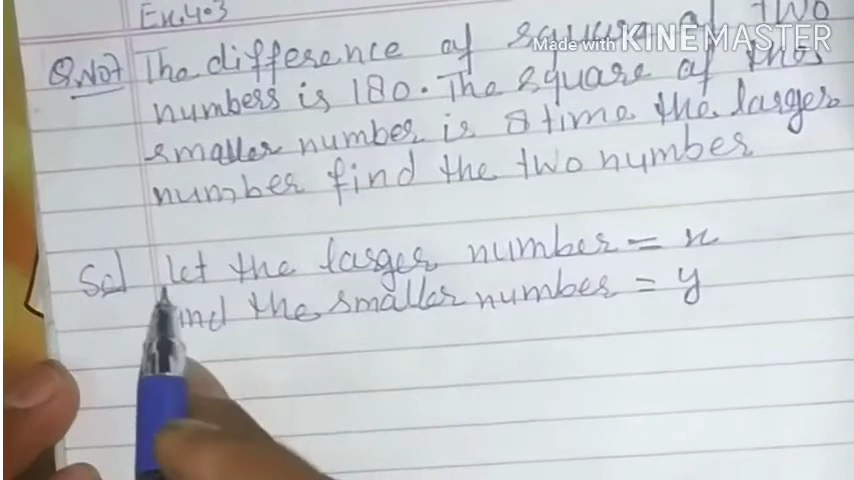 Ex.4.3
Q.No7 The difference of square of two
Made with KINEMASTER
numbers is 180. The square of the
smaller number is 8 time the larger
number find the two number
Sol let the larger number = x
and the smaller number = y